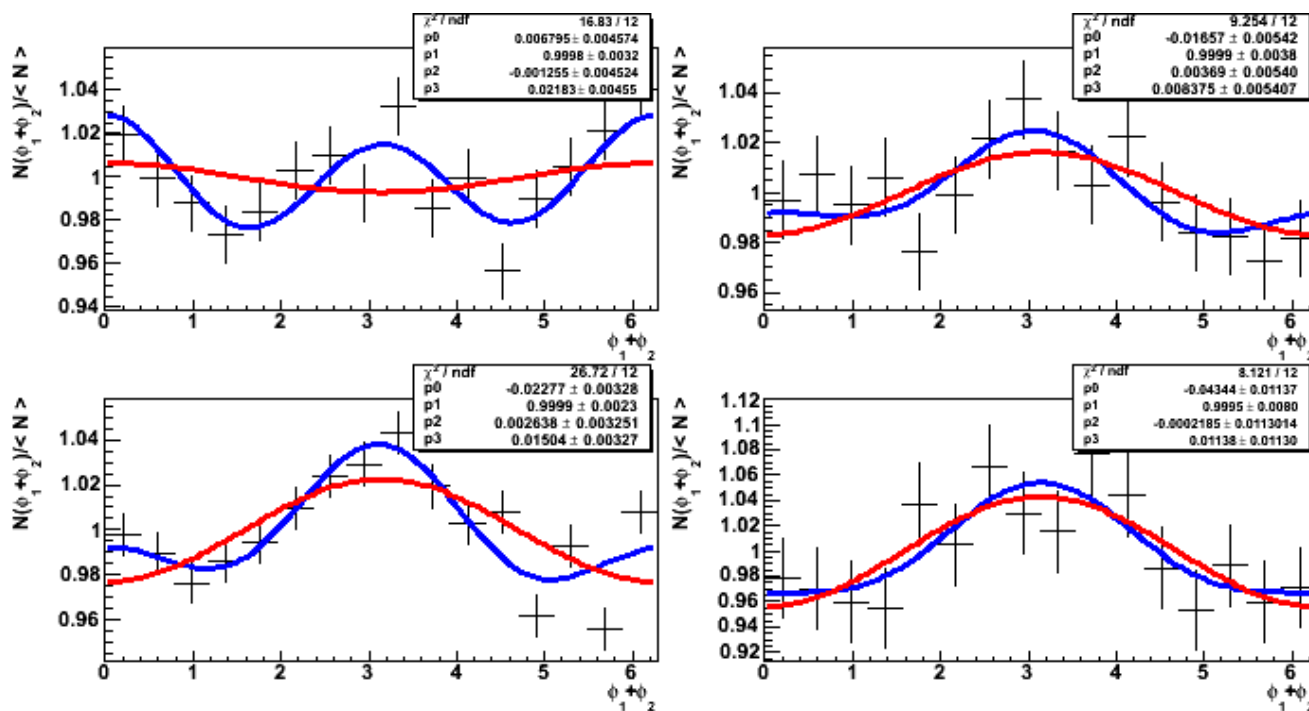 χ² / ndf 16.83 / 12
p0 0.006795 ± 0.004574
p1 0.9998 ± 0.0032
p2 -0.001255 ± 0.004524
p3 0.02183 ± 0.00455
N(ϕ₁+ϕ₂)/< N >
1.04
1.02
1
0.98
0.96
0.94
0 1 2 3 4 5 6
ϕ₁+ϕ₂
χ² / ndf 9.254 / 12
p0 -0.01657 ± 0.00542
p1 0.9999 ± 0.0038
p2 0.00369 ± 0.00540
p3 0.008375 ± 0.005407
N(ϕ₁+ϕ₂)/< N >
1.04
1.02
1
0.98
0.96
0 1 2 3 4 5 6
ϕ₁+ϕ₂
χ² / ndf 26.72 / 12
p0 -0.02277 ± 0.00328
p1 0.9999 ± 0.0023
p2 0.002638 ± 0.003251
p3 0.01504 ± 0.00327
N(ϕ₁+ϕ₂)/< N >
1.04
1.02
1
0.98
0.96
0 1 2 3 4 5 6
ϕ₁+ϕ₂
χ² / ndf 8.121 / 12
p0 -0.04344 ± 0.01137
p1 0.9995 ± 0.0080
p2 -0.0002185 ± 0.0113014
p3 0.01138 ± 0.01130
N(ϕ₁+ϕ₂)/< N >
1.12
1.1
1.08
1.06
1.04
1.02
1
0.98
0.96
0.94
0.92
0 1 2 3 4 5 6
ϕ₁+ϕ₂